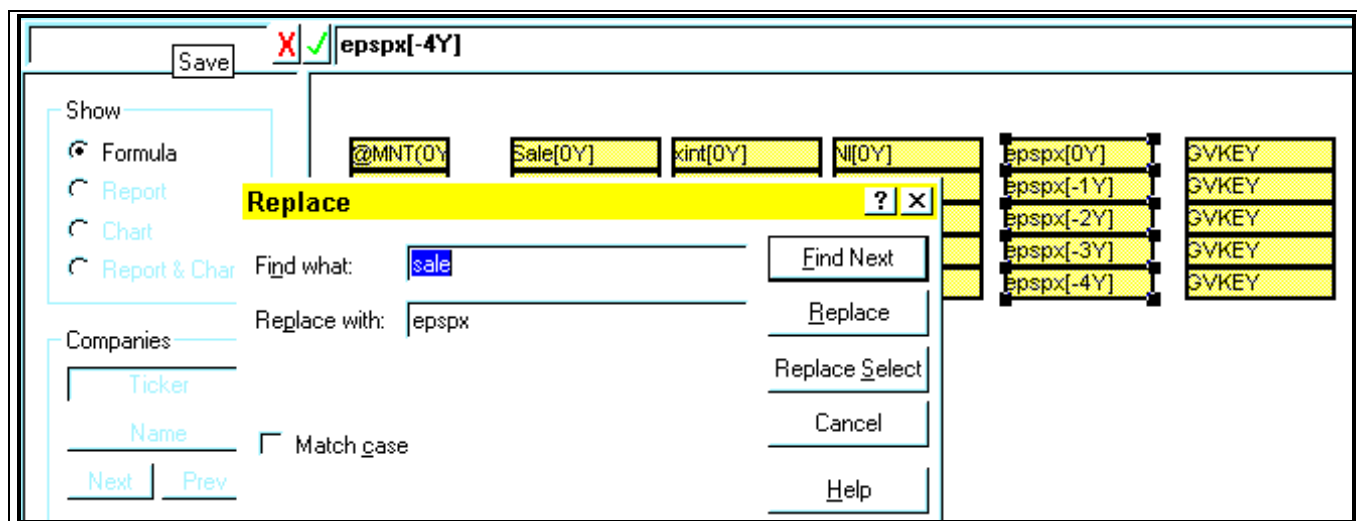 Save
X ✓ epspx[-4Y]
Show
Formula
Report
Chart
Report & Char
Companies
Ticker
Name
Next Prev
@MNT(0Y Sale[0Y] xint[0Y] NI[0Y] epspx[0Y] GVKEY
epspx[-1Y] GVKEY
epspx[-2Y] GVKEY
epspx[-3Y] GVKEY
epspx[-4Y] GVKEY
Replace ? X
Find what: sale Find Next
Replace with: epspx Replace
Replace Select
Cancel
Match case
Help